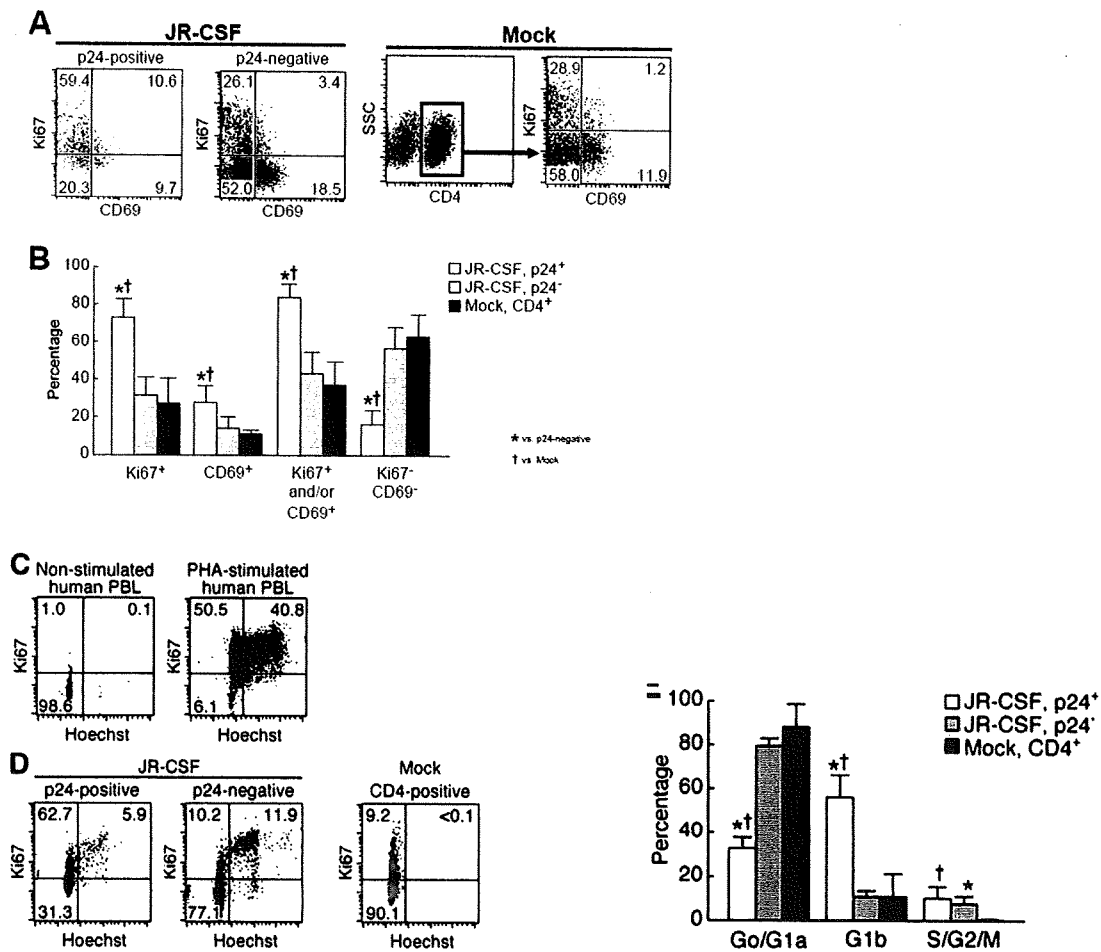 A
JR-CSF
Mock
p24-positive
p24-negative
59.4 10.6
20.3 9.7
Ki67
CD69
26.1 3.4
52.0 18.5
Ki67
CD69
SSC
CD4
28.9 1.2
58.0 11.9
Ki67
CD69
B
100
80
60
40
20
0
Percentage
*†
*†
*†
*†
Ki67+
CD69+
Ki67+
and/or
CD69+
Ki67-
CD69-
JR-CSF, p24+
JR-CSF, p24-
Mock, CD4+
* vs. p24-negative
† vs. Mock
C
Non-stimulated
human PBL
1.0 0.1
98.6
Ki67
Hoechst
PHA-stimulated
human PBL
50.5 40.8
6.1
Ki67
Hoechst
D
JR-CSF
p24-positive
p24-negative
Mock
CD4-positive
62.7 5.9
31.3
Ki67
Hoechst
10.2 11.9
77.1
Ki67
Hoechst
9.2 <0.1
90.1
Ki67
Hoechst
100
80
60
40
20
0
Percentage
*†
*†
†
*
Go/G1a
G1b
S/G2/M
JR-CSF, p24+
JR-CSF, p24-
Mock, CD4+